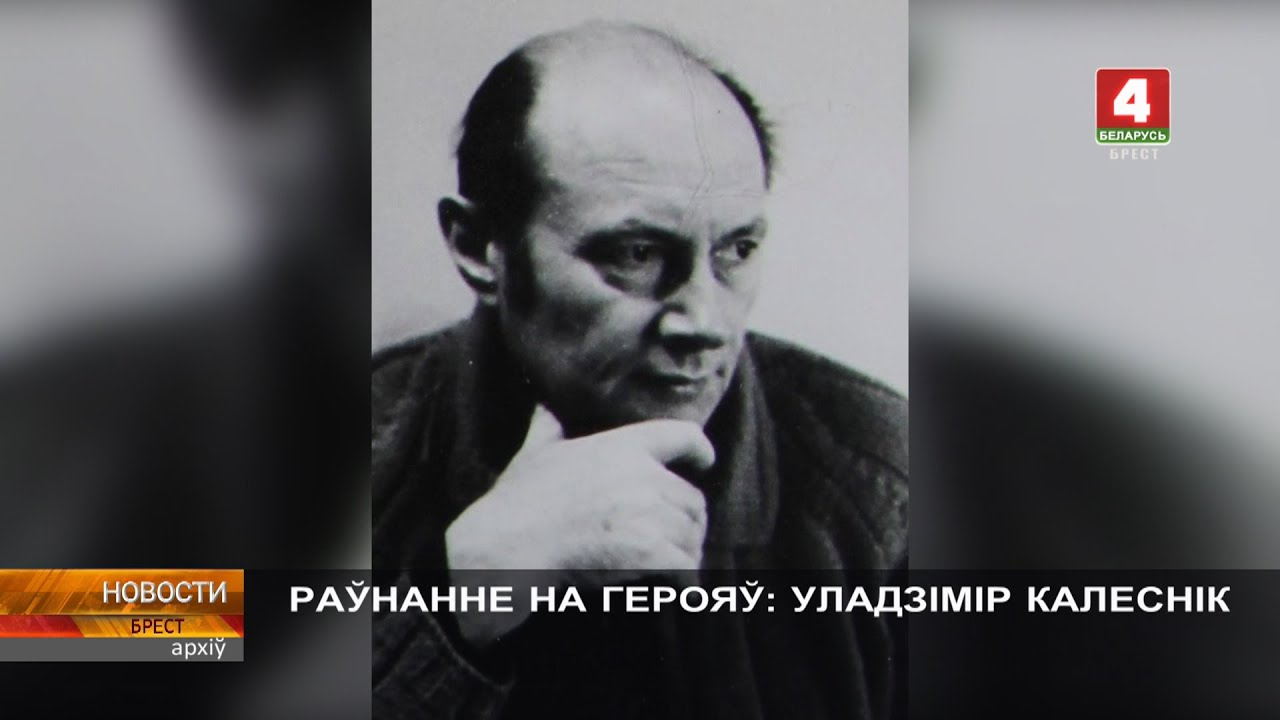 4
БЕЛАРУСЬ
БРЕСТ
НОВОСТИ
БРЕСТ
архіў
РАЎНАННЕ НА ГЕРОЯЎ: УЛАДЗІМІР КАЛЕСНІК